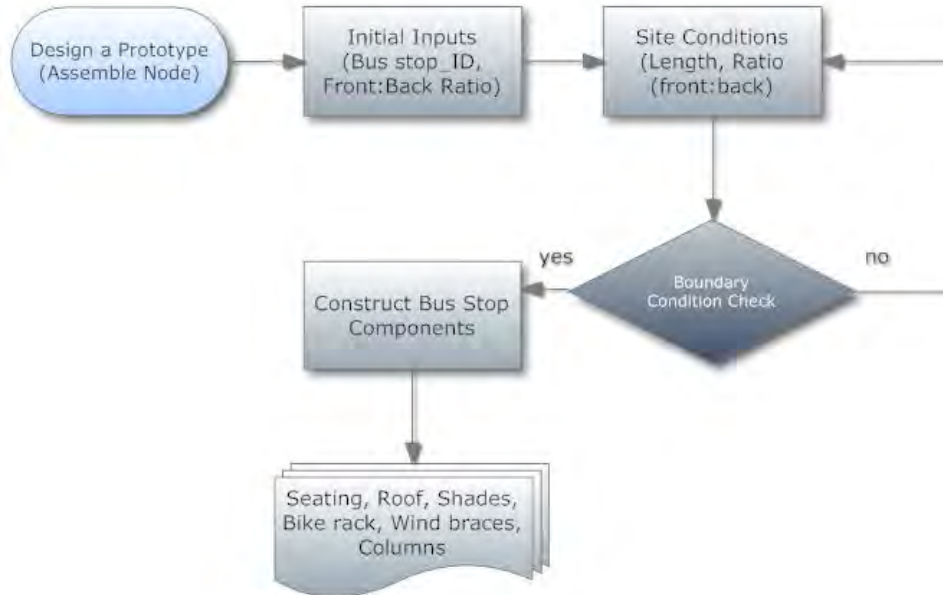 Design a Prototype
(Assemble Node)
Initial Inputs
(Bus stop_ID,
Front:Back Ratio)
Site Conditions
(Length, Ratio
(front:back)
yes
no
Boundary
Condition Check
Construct Bus Stop
Components
Seating, Roof, Shades,
Bike rack, Wind braces,
Columns